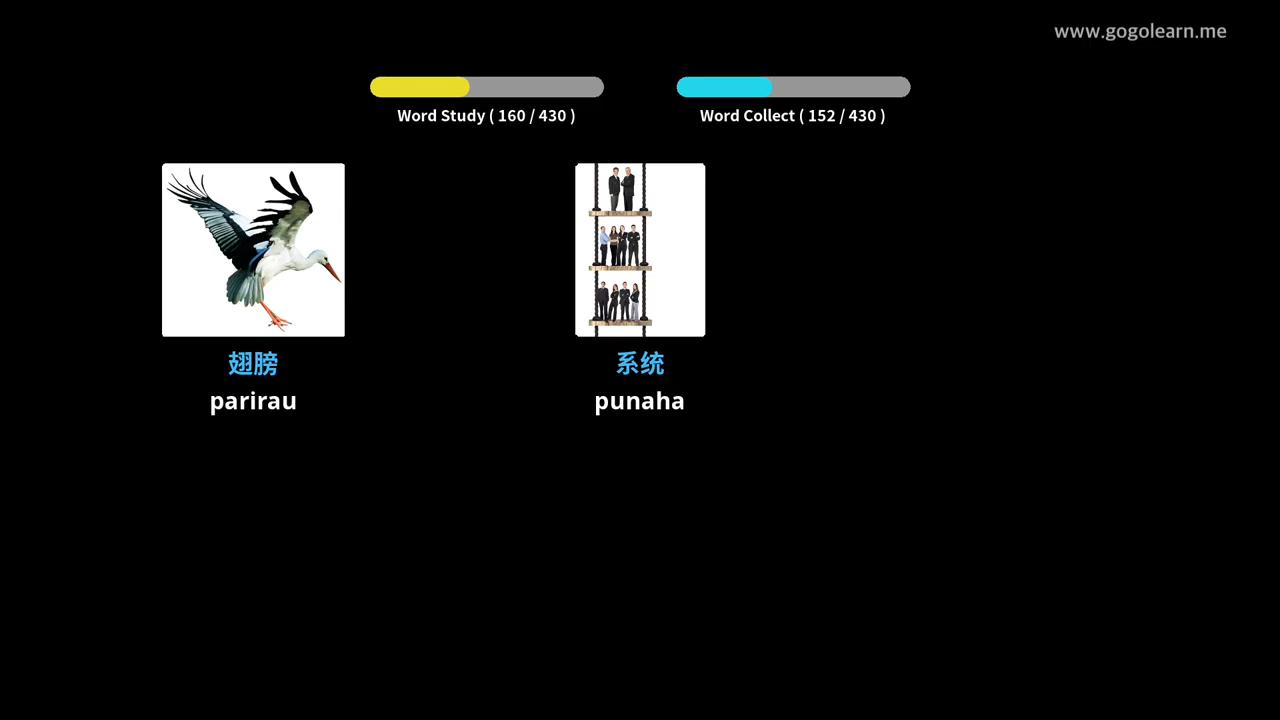 www.gogolearn.me
Word Study ( 160 / 430 )
Word Collect ( 152 / 430 )
翅膀
parirau
系统
punaha